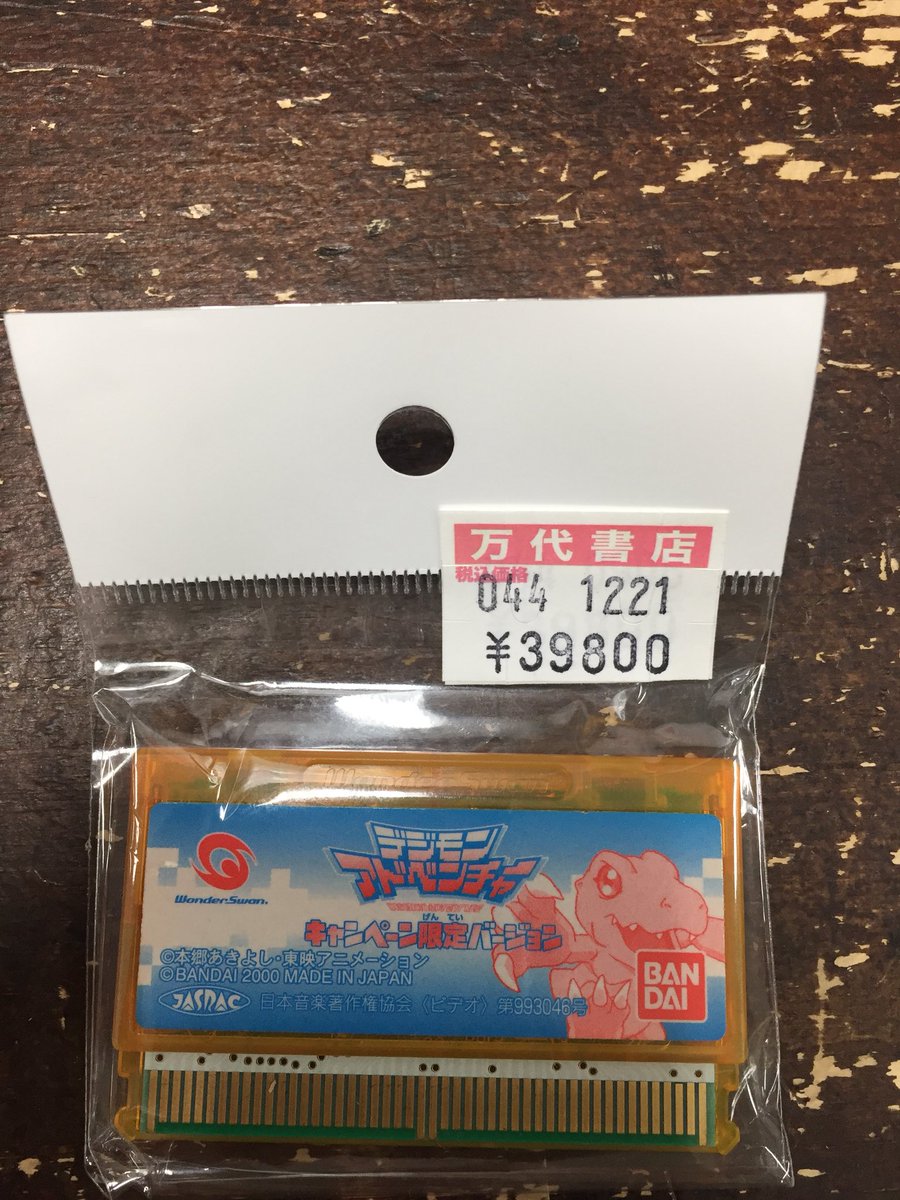 万代書店
税込価格
044 1221
¥39800
WonderSwan
デジモン
アドベンチャー
げんてい
キャンペーン限定バージョン
WonderSwan.
©本郷あきよし・東映アニメーション
©BANDAI 2000 MADE IN JAPAN
JASRAC 日本音楽著作権協会〈ビデオ〉第993046号
BAN
DAI